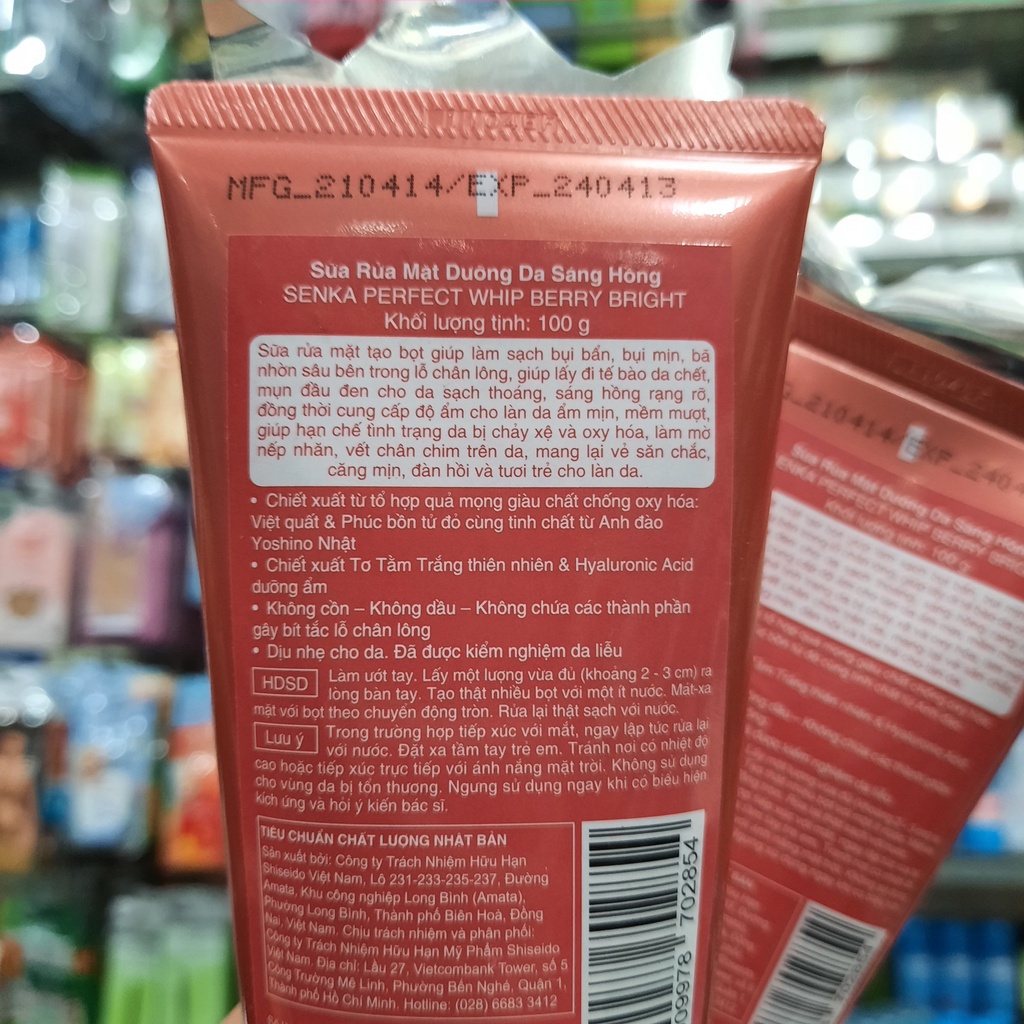 MFG_210414/EXP_240413
Sữa Rửa Mặt Dưỡng Da Sáng Hồng
SENKA PERFECT WHIP BERRY BRIGHT
Khối lượng tịnh: 100 g
Sữa rửa mặt tạo bọt giúp làm sạch bụi bẩn, bụi mịn, bã
nhờn sâu bên trong lỗ chân lông, giúp lấy đi tế bào da chết,
mụn đầu đen cho da sạch thoáng, sáng hồng rạng rỡ,
đồng thời cung cấp độ ẩm cho làn da ẩm mịn, mềm mượt,
giúp hạn chế tình trạng da bị chảy xệ và oxy hóa, làm mờ
nếp nhăn, vết chân chim trên da, mang lại vẻ săn chắc,
căng mịn, đàn hồi và tươi trẻ cho làn da.
• Chiết xuất từ tổ hợp quả mọng giàu chất chống oxy hóa:
Việt quất & Phúc bồn tử đỏ cùng tinh chất từ Anh đào
Yoshino Nhật
• Chiết xuất Tơ Tằm Trắng thiên nhiên & Hyaluronic Acid
dưỡng ẩm
• Không cồn – Không dầu – Không chứa các thành phần
gây bít tắc lỗ chân lông
• Dịu nhẹ cho da. Đã được kiểm nghiệm da liễu
HDSD Làm ướt tay. Lấy một lượng vừa đủ (khoảng 2 - 3 cm) ra
lòng bàn tay. Tạo thật nhiều bọt với một ít nước. Mát-xa
mặt với bọt theo chuyển động tròn. Rửa lại thật sạch với nước.
Lưu ý Trong trường hợp tiếp xúc với mắt, ngay lập tức rửa lại
với nước. Đặt xa tầm tay trẻ em. Tránh nơi có nhiệt độ
cao hoặc tiếp xúc trực tiếp với ánh nắng mặt trời. Không sử dụng
cho vùng da bị tổn thương. Ngưng sử dụng ngay khi có biểu hiện
kích ứng và hỏi ý kiến bác sĩ.
TIÊU CHUẨN CHẤT LƯỢNG NHẬT BẢN
Sản xuất bởi: Công ty Trách Nhiệm Hữu Hạn
Shiseido Việt Nam, Lô 231-233-235-237, Đường
Amata, Khu công nghiệp Long Bình (Amata),
Phường Long Bình, Thành phố Biên Hoà, Đồng
Nai, Việt Nam. Chịu trách nhiệm và phân phối:
Công ty Trách Nhiệm Hữu Hạn Mỹ Phẩm Shiseido
Việt Nam. Địa chỉ: Lầu 27, Vietcombank Tower, số 5
Công Trường Mê Linh, Phường Bến Nghé, Quận 1,
Thành phố Hồ Chí Minh. Hotline: (028) 6683 3412
09978 702854
210414/EXP_240
Sữa Rửa Mặt Dưỡng Da Sáng
SENKA PERFECT WHIP BERRY
Khối lượng tịnh: 100 g